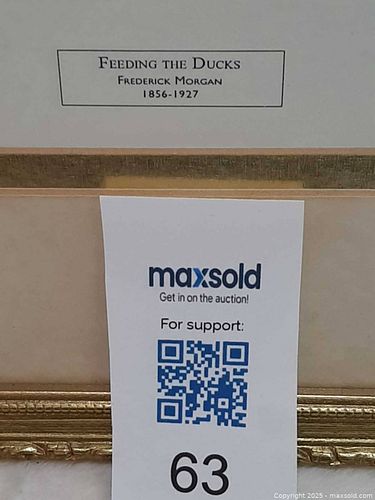 FEEDING THE DUCKS
FREDERICK MORGAN
1856-1927
maxsold
Get in on the auction!
For support:
63
Copyright 2025 - maxsold.com